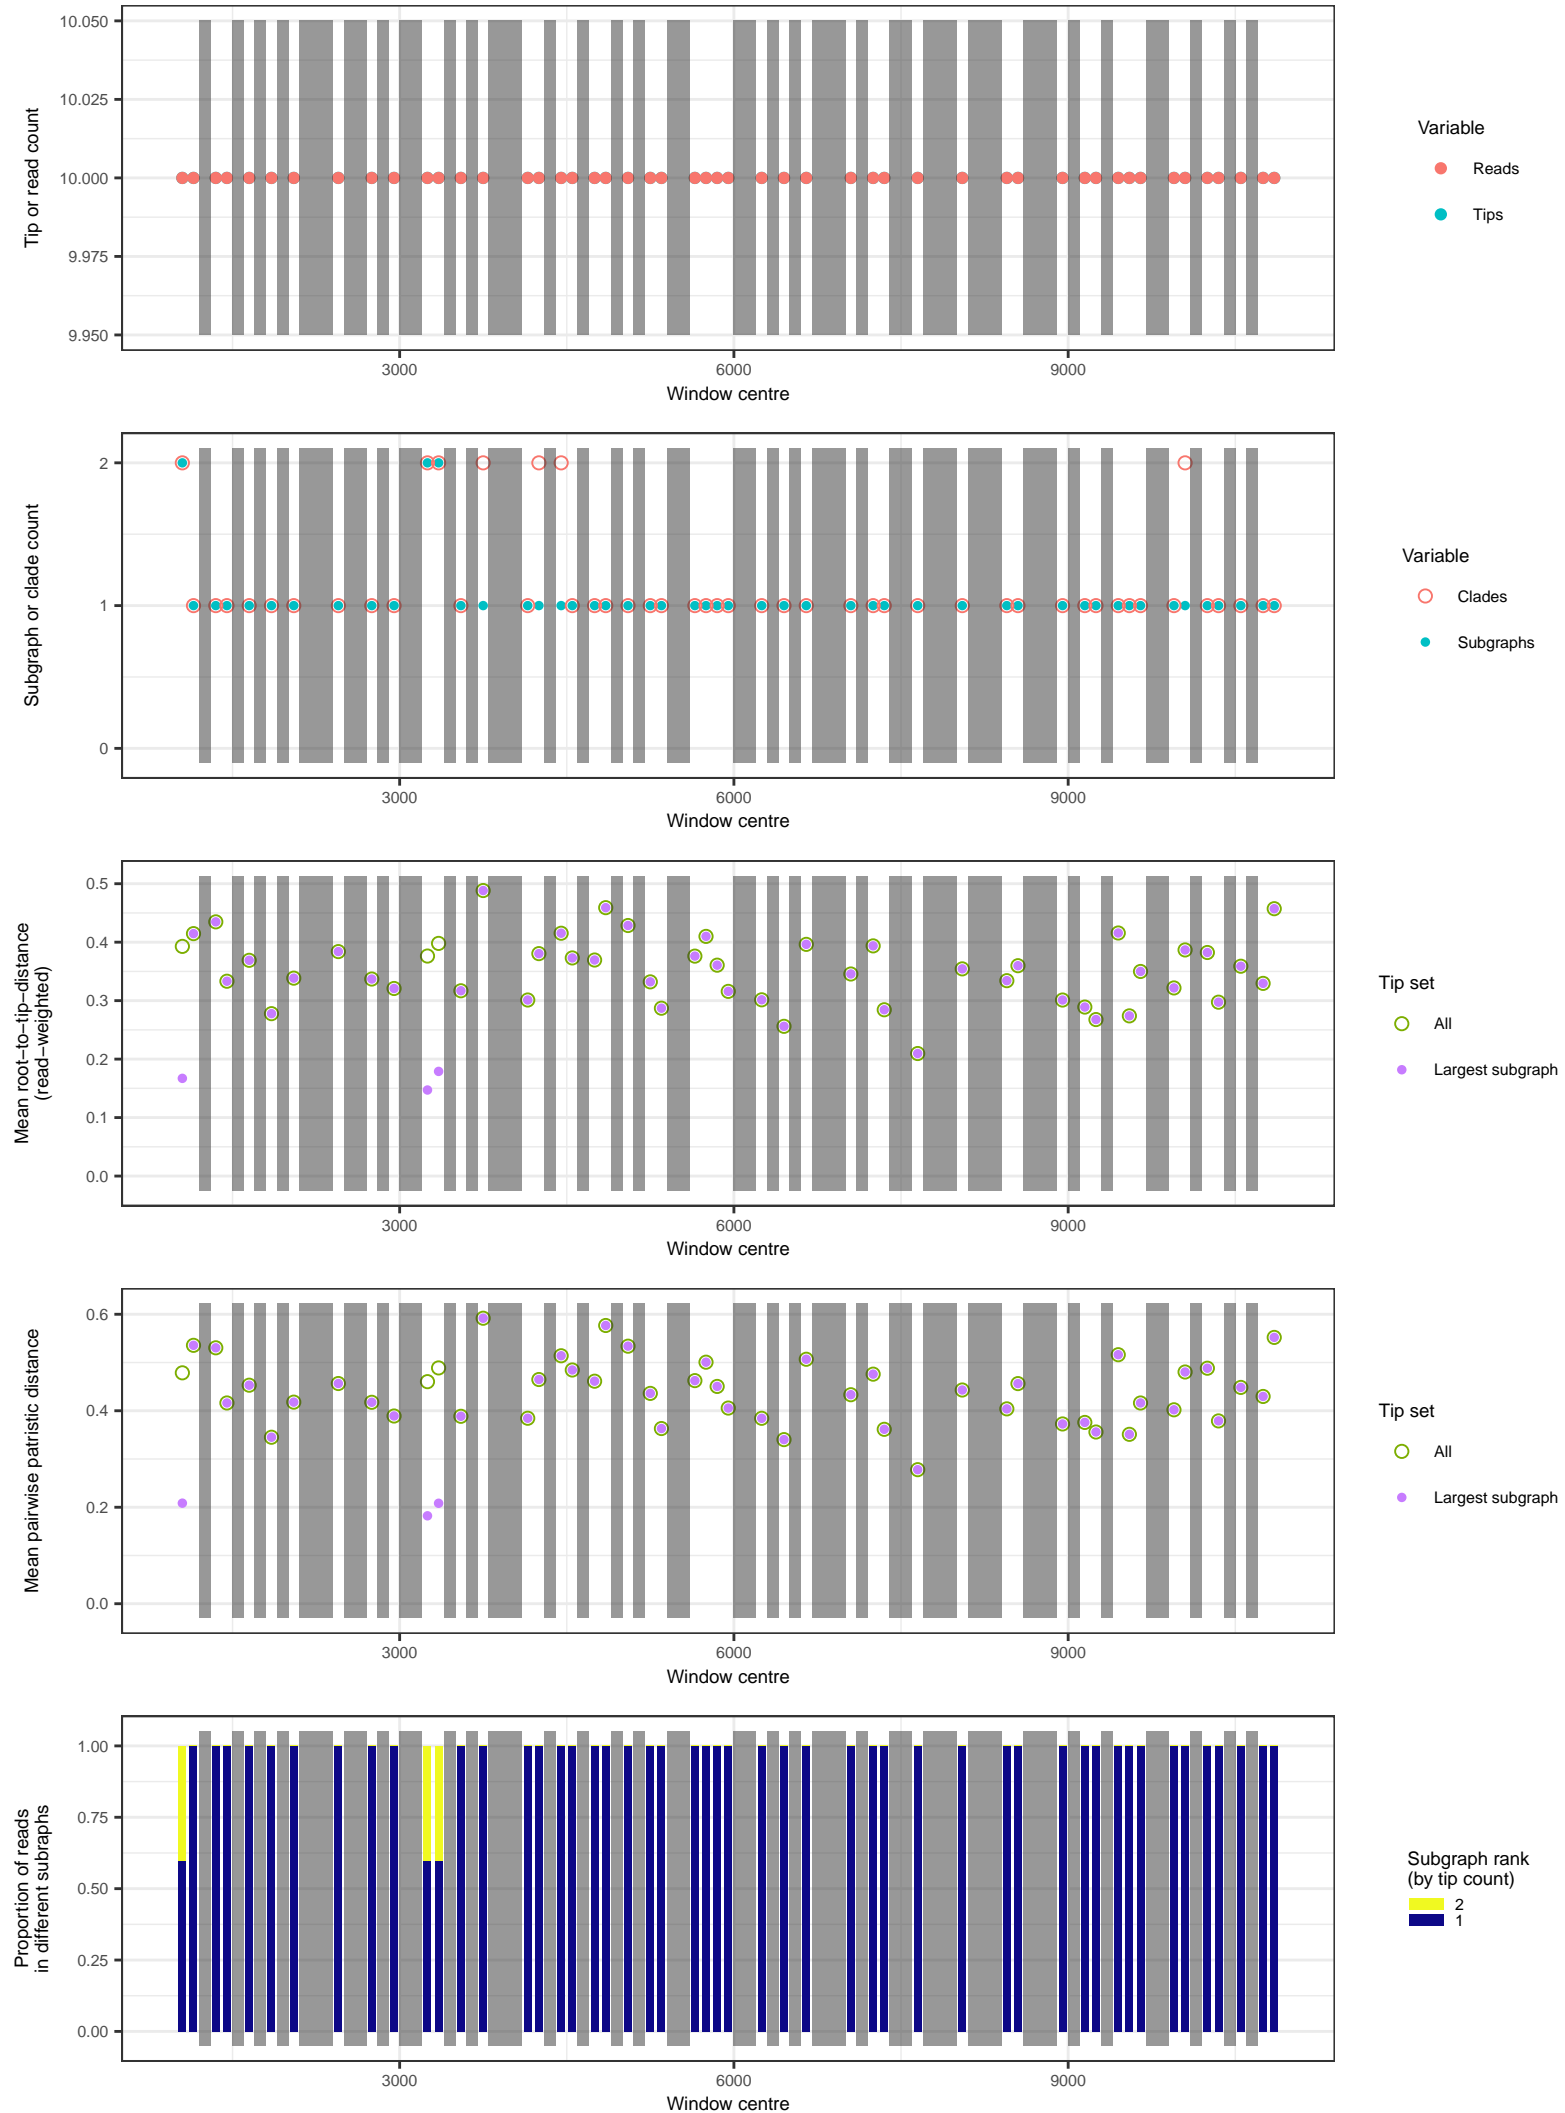 10.050
10.025
10.000
9.975
9.950
Tip or read count
3000
6000
9000
Window centre
Variable
Reads
Tips
2
1
0
Subgraph or clade count
3000
6000
9000
Window centre
Variable
Clades
Subgraphs
0.5
0.4
0.3
0.2
0.1
0.0
Mean root−to−tip−distance
(read−weighted)
3000
6000
9000
Window centre
Tip set
All
Largest subgraph
0.6
0.4
0.2
0.0
Mean pairwise patristic distance
3000
6000
9000
Window centre
Tip set
All
Largest subgraph
1.00
0.75
0.50
0.25
0.00
Proportion of reads
in different subraphs
3000
6000
9000
Window centre
Subgraph rank
(by tip count)
2
1